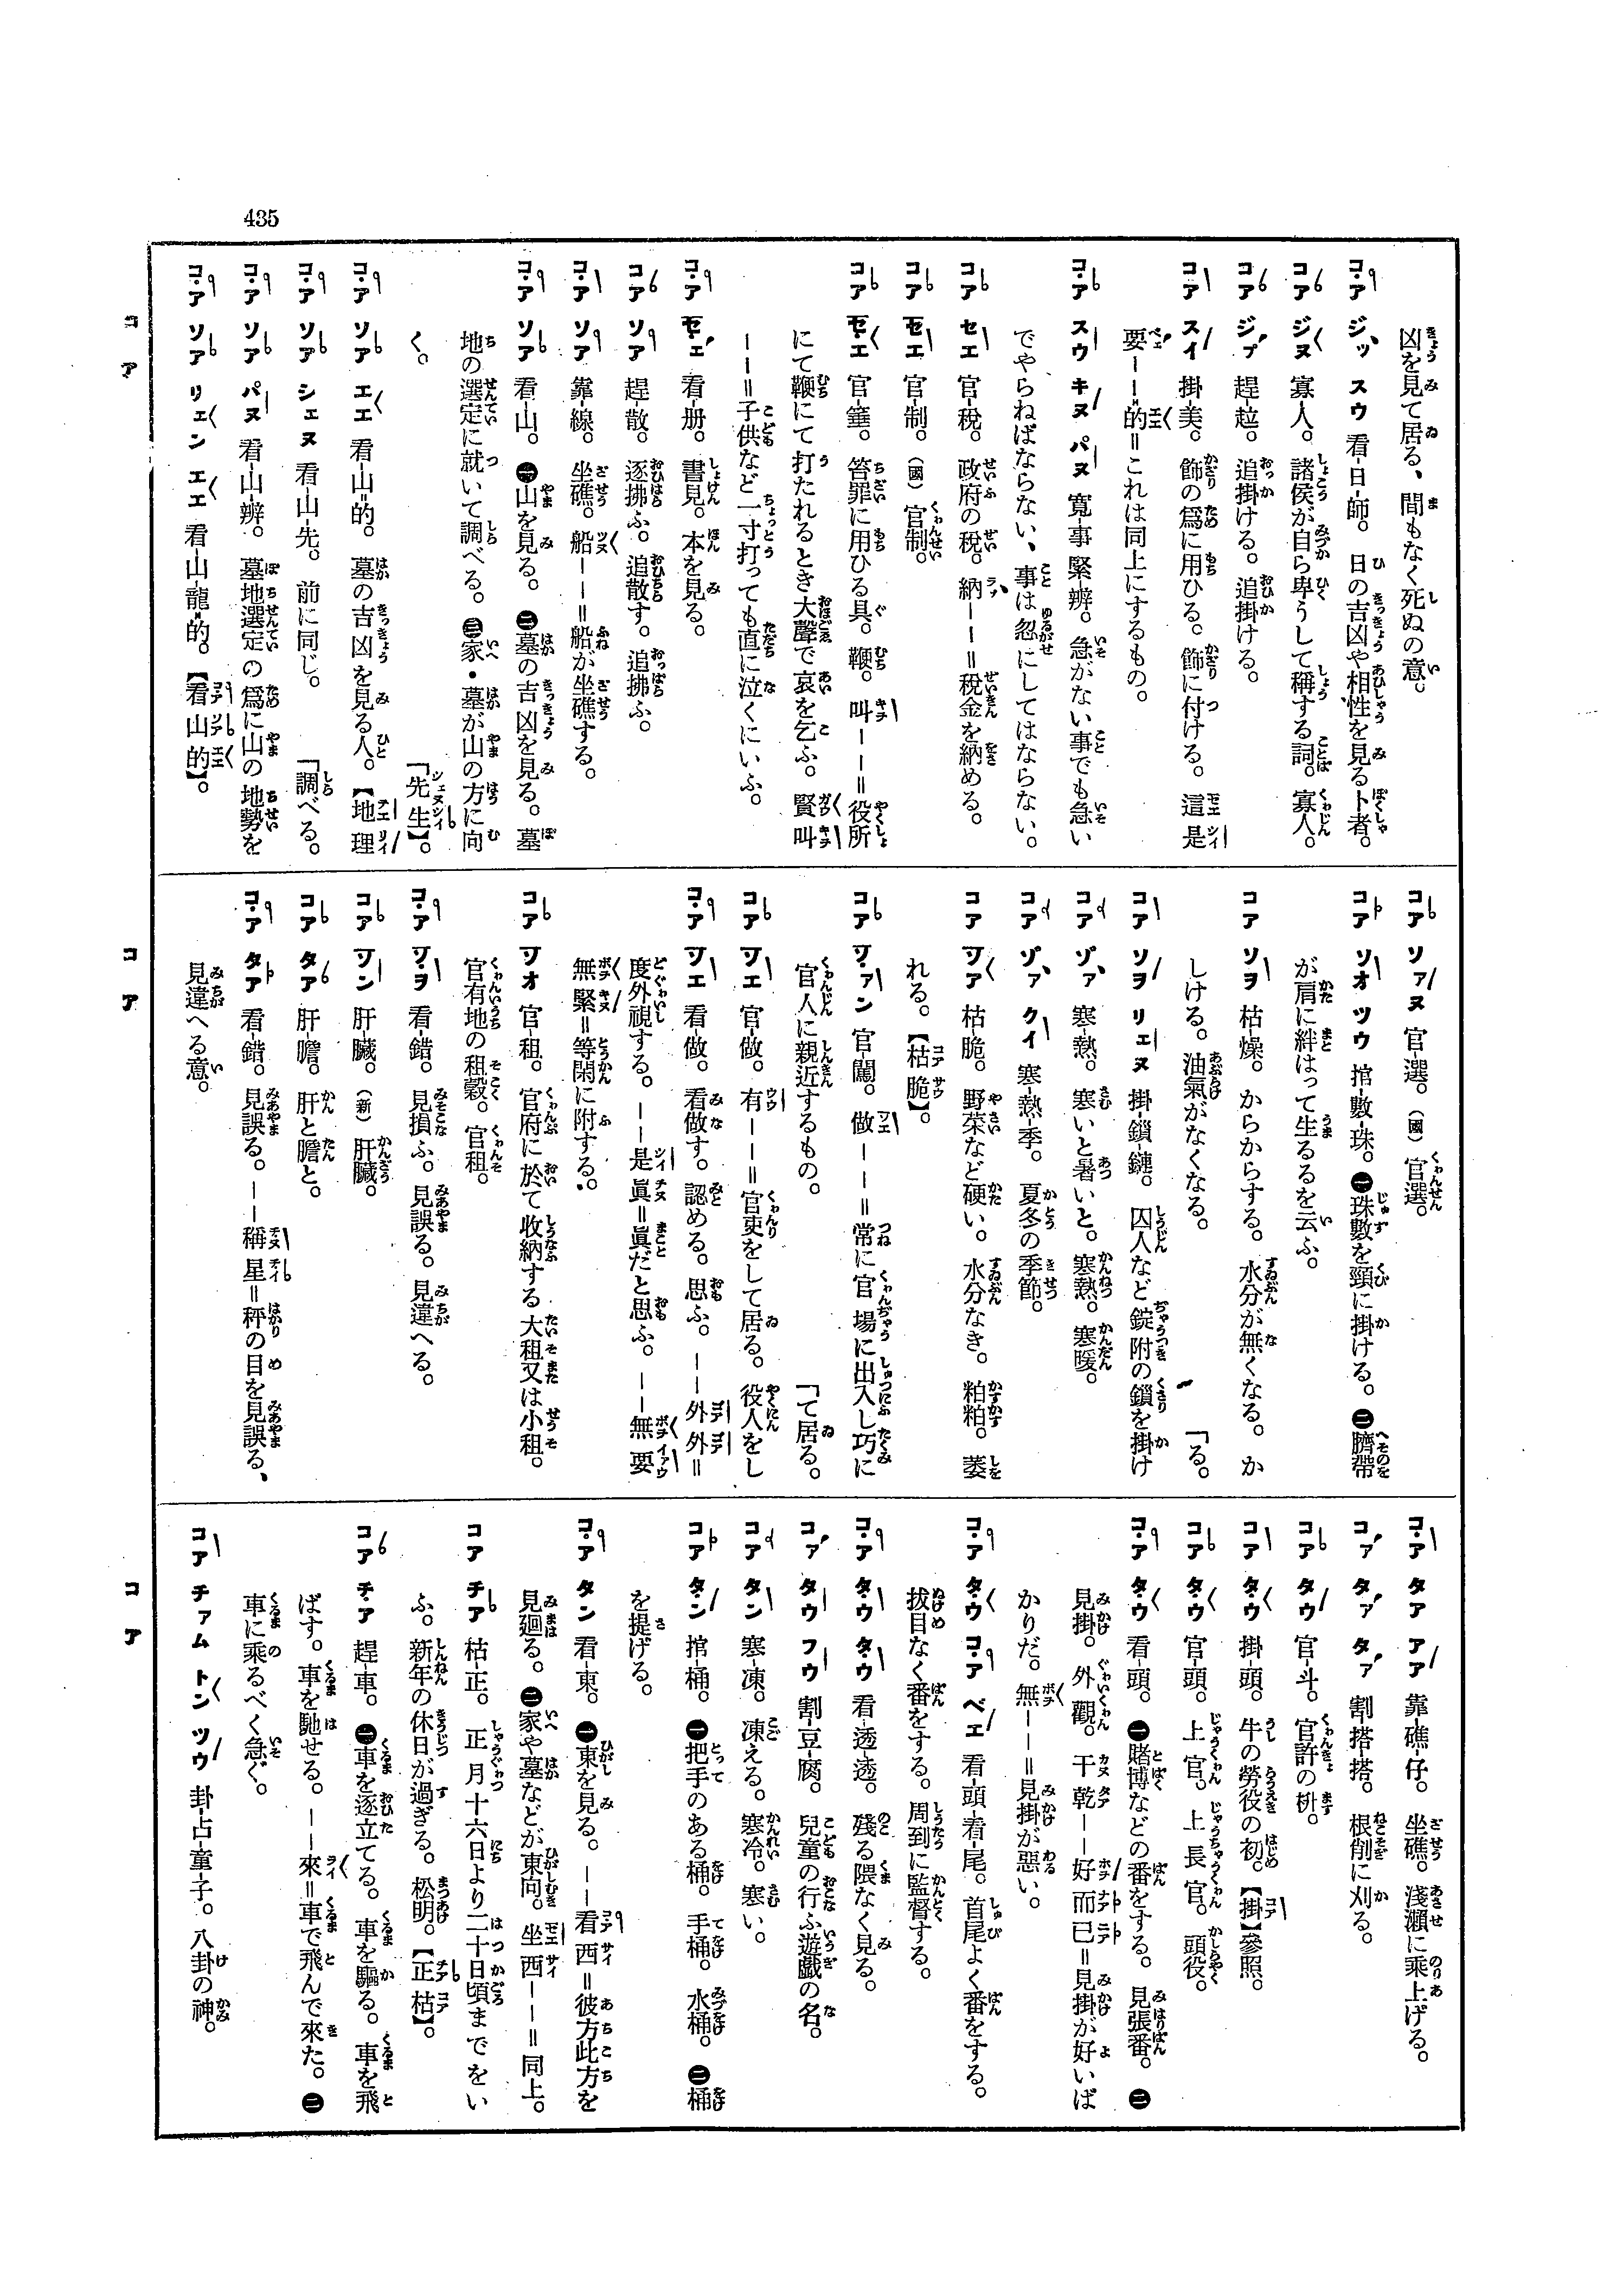 435
凶を見て居る、間もなく死ぬの意。
コア ジッ スウ 看-日-師。 日の吉凶や相性を見る卜者。
コア ジヌ 寡-人。 諸侯が自ら卑うして稱する詞。寡人。
コア ジプ 趕-趁。 追掛ける。追掛ける。
コア スイ 掛-美。 飾の爲に用ひる。飾に付ける。這是
要－－的＝これは同上にするもの。
コア スウ キヌ パヌ 寬-事 緊-辨。 急がない事でも急い
でやらねばならない、事は忽にしてはならない。
コア セエ 官-稅。 政府の稅。納－－＝稅金を納める。
コア セエ 官-制。（國）官制。
コア セエ 官-箠。 笞罪に用ひる具。鞭。叫－－＝役所
にて鞭にて打たれるとき大聲で哀を乞ふ。賢叫
－－＝子供など一寸打っても直に泣くにいふ。
コア セェ 看-册。 書見。本を見る。
コア ソア 趕-散。 逐拂ふ。追散す。追拂ふ。
コア ソア 靠-線。 坐礁。船－－＝船が坐礁する。
コア ソア 看-山。 ㊀山を見る。㊁墓の吉凶を見る。墓
地の選定に就いて調べる。㊂家・墓が山の方に向
く。 「先生】。
コア ソア エエ 看-山-的。 墓の吉凶を見る人。【地理
コア ソア シェヌ 看-山-先。 前に同じ。 「調べる。
コア ソア パヌ 看-山-辨。 墓地選定の爲に山の地勢を
コア ソア リェン エエ 看-山-龍-的。【看山的】。
コア
コア ソァヌ 官-選。（國）官選。
コア ソオ ツウ 捾-數-珠。 ㊀珠數を頸に掛ける。㊁臍帶
が肩に絆はって生るるを云ふ。
コア ソヲ 枯-燥。 からからする。水分が無くなる。か
しける。油氣がなくなる。 「る。
コア ソヲ リェヌ 掛-鎖-鏈。 囚人など錠附の鎖を掛け
コア ゾァ 寒-熱。 寒いと暑いと。寒熱。寒暖。
コア ゾァ クイ 寒-熱-季。 夏冬の季節。
コア ツア 枯-脆。 野菜など硬い。水分なき。粕粕。萎
れる。【枯脆】。
コア ツァン 官-闖。 做－－＝常に官場に出入し巧に
官人に親近するもの。 「て居る。
コア ツエ 官-做。 有－－＝官吏をして居る。役人をし
コア ツエ 看-做。 看做す。認める。思ふ。－－外外＝
度外視する。－－是眞＝眞だと思ふ。－－無要
無緊＝等閑に附する。
コア ツオ 官-租。 官府に於て收納する大租又は小租。
官有地の租穀。官租。
コア ツヲ 看-錯。 見損ふ。見誤る。見違へる。
コア ツン 肝-臟。（新）肝臟。
コア タア 肝-膽。 肝と膽と。
コア タア 看-錯。 見誤る。－－稱星＝秤の目を見誤る、
見違へる意。
コア
コア タア アア 靠-礁-仔。 坐礁。淺瀨に乘上げる。
コァ タァ タァ 割-搭-搭。 根削に刈る。
コア タウ 官-斗。 官許の枡。
コア タウ 掛-頭。 牛の勞役の初。【掛】參照。
コア タウ 官-頭。 上官。上長官。頭役。
コア タウ 看-頭。 ㊀賭博などの番をする。見張番。㊁
見掛。外觀。干乾－－好而已＝見掛が好いば
かりだ。無－－＝見掛が惡い。
コア タウ コア ベエ 看-頭-看-尾。 首尾よく番をする。
拔目なく番をする。周到に監督する。
コア タウ タウ 看-透-透。 殘る隈なく見る。
コァ タウ フウ 割-豆-腐。 兒童の行ふ遊戲の名。
コア タン 寒-凍。 凍える。寒冷。寒い。
コア タン 捾-桶。 ㊀把手のある桶。手桶。水桶。㊁桶
を提げる。
コア タン 看-東。 ㊀東を見る。－－看西＝彼方此方を
見廻る。㊁家や墓などが東向。坐西－－＝同上。
コア チア 枯-正。 正月十六日より二十日頃までをい
ふ。新年の休日が過ぎる。松明。【正枯】。
コア チア 趕-車。 ㊀車を逐立てる。車を驅る。車を飛
ばす。車を馳せる。－－來＝車で飛んで來た。㊁
車に乘るべく急ぐ。
コア チァム トン ツウ 卦-占-童-子。 八卦の神。
コア